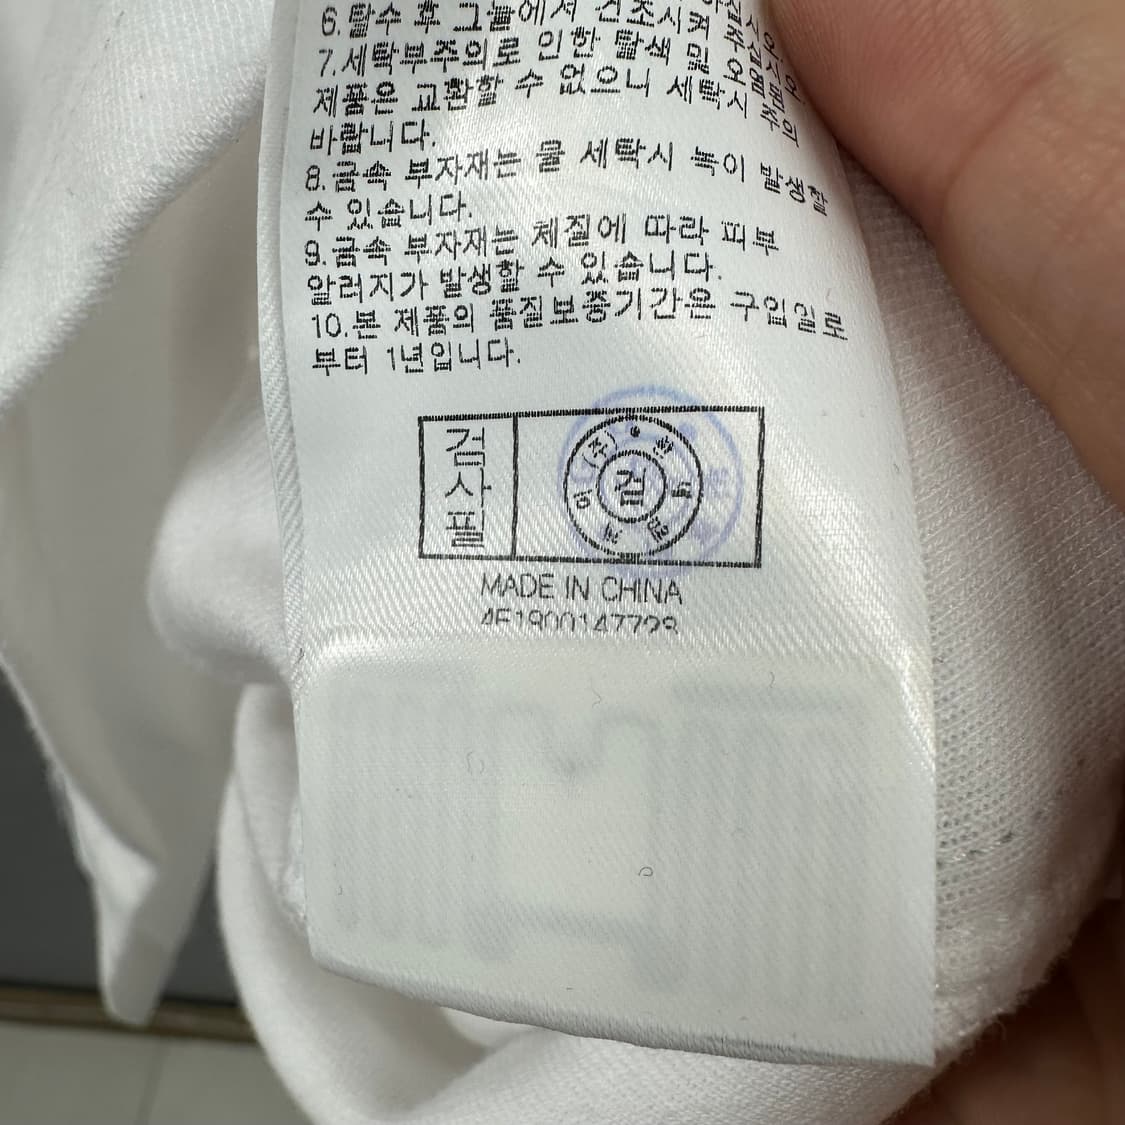 6.탈수 후 그늘에서 건조시켜 주십시오.
7.세탁부주의로 인한 탈색 및 오염시
제품은 교환할 수 없으니 세탁시 주의
바랍니다.
8.금속 부자재는 물 세탁시 녹이 발생할
수 있습니다.
9.금속 부자재는 체질에 따라 피부
알러지가 발생할 수 있습니다.
10.본 제품의 품질보증기간은 구입일로
부터 1년입니다.
검사필
(주)
검
MADE IN CHINA